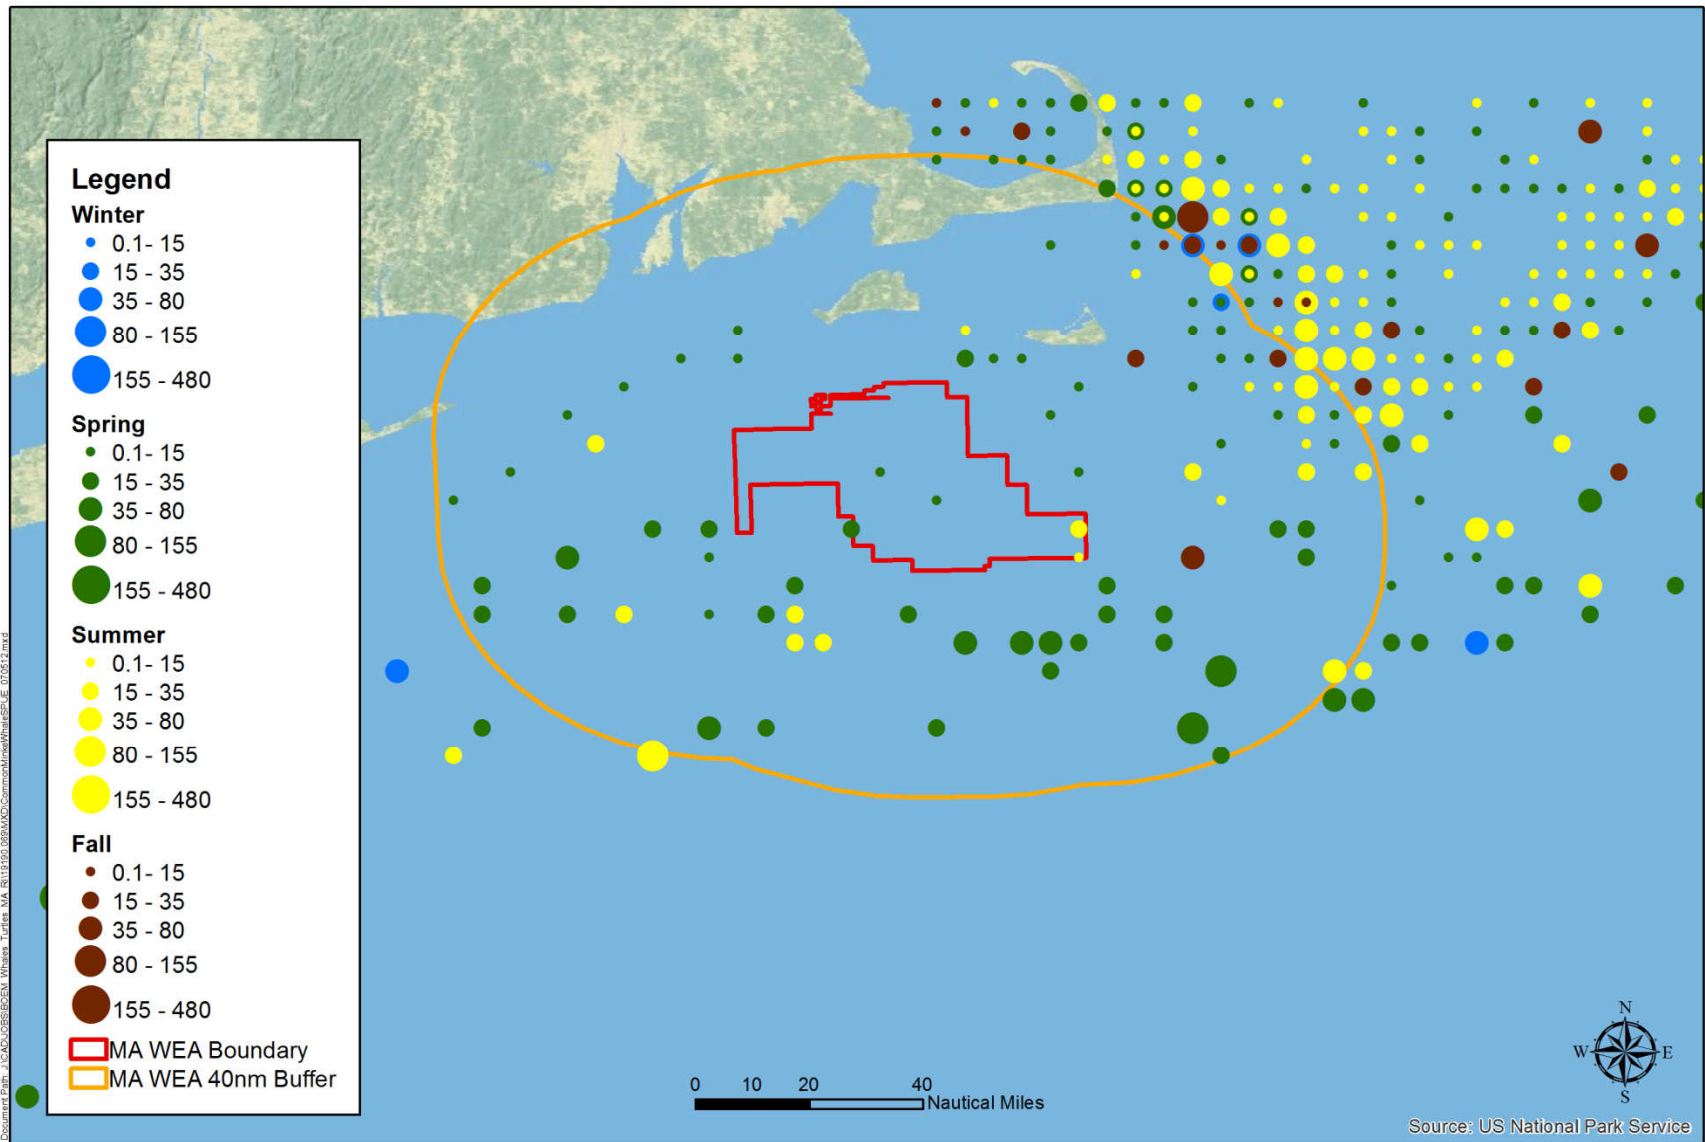 Legend
Winter
0.1- 15
15 - 35
35 - 80
80 - 155
155 - 480
Spring
0.1- 15
15 - 35
35 - 80
80 - 155
155 - 480
Summer
0.1- 15
15 - 35
35 - 80
80 - 155
155 - 480
Fall
0.1- 15
15 - 35
35 - 80
80 - 155
155 - 480
MA WEA Boundary
MA WEA 40nm Buffer
0 10 20 40
Nautical Miles
N
W E
S
Source: US National Park Service